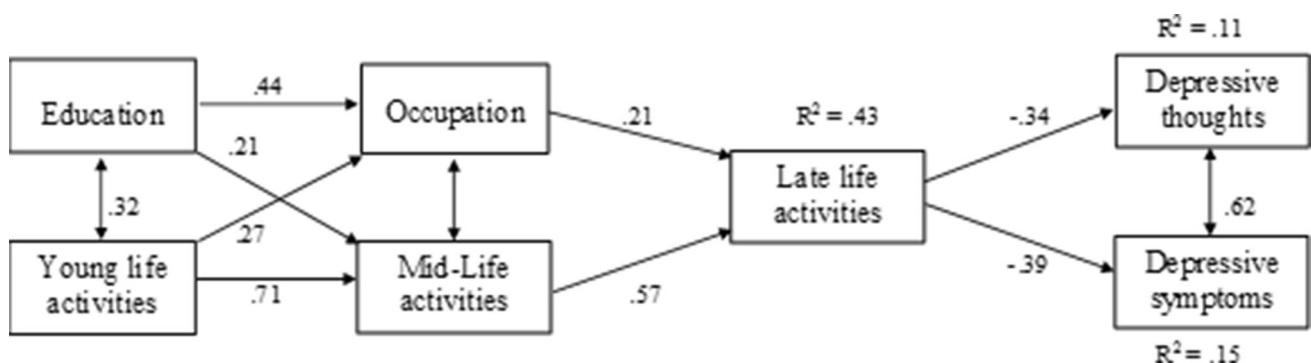 R² = .11
Education
.44
Occupation
.21
R² = .43
-.34
Depressive
thoughts
.21
.32
.27
Late life
activities
.62
Young life
activities
.71
Mid-Life
activities
.57
-.39
Depressive
symptoms
R² = .15